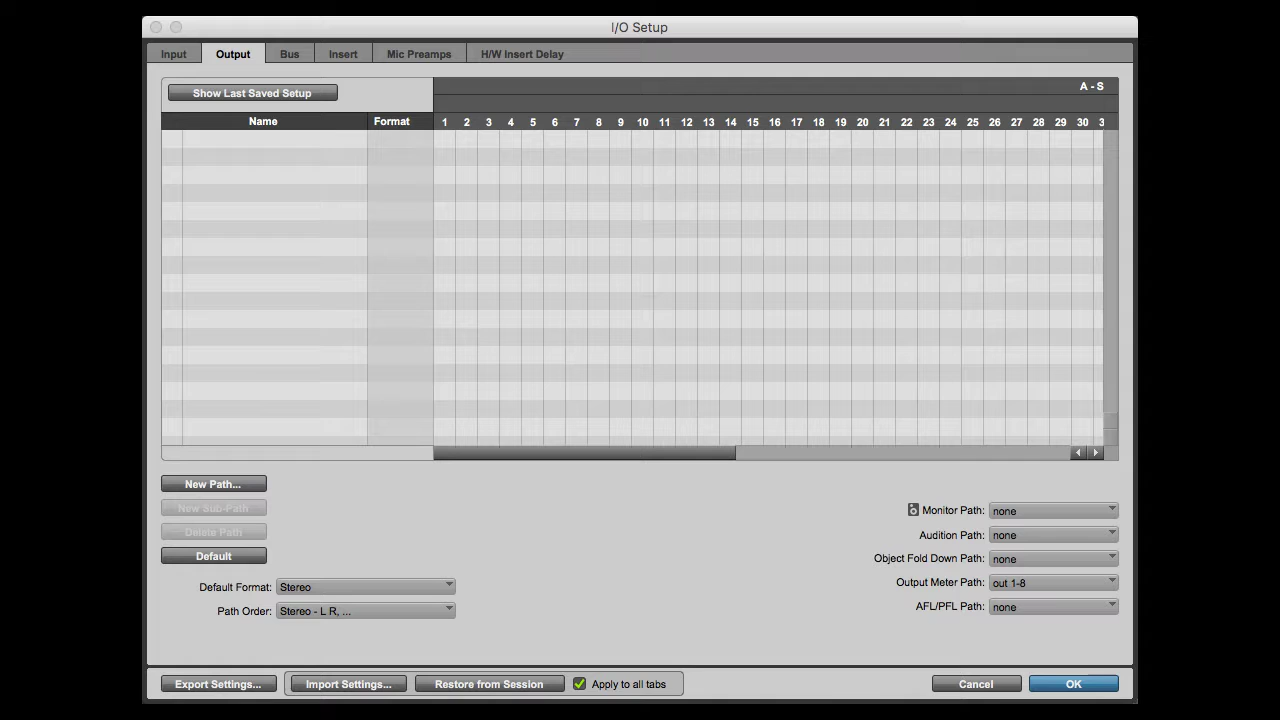 I/O Setup
Input Output Bus Insert Mic Preamps H/W Insert Delay
Show Last Saved Setup
A - S
Name Format 1 2 3 4 5 6 7 8 9 10 11 12 13 14 15 16 17 18 19 20 21 22 23 24 25 26 27 28 29 30 3
New Path...
New Sub-Path
Delete Path
Default
Default Format: Stereo
Path Order: Stereo - L R, ...
Monitor Path: none
Audition Path: none
Object Fold Down Path: none
Output Meter Path: out 1-8
AFL/PFL Path: none
Export Settings... Import Settings... Restore from Session Apply to all tabs Cancel OK